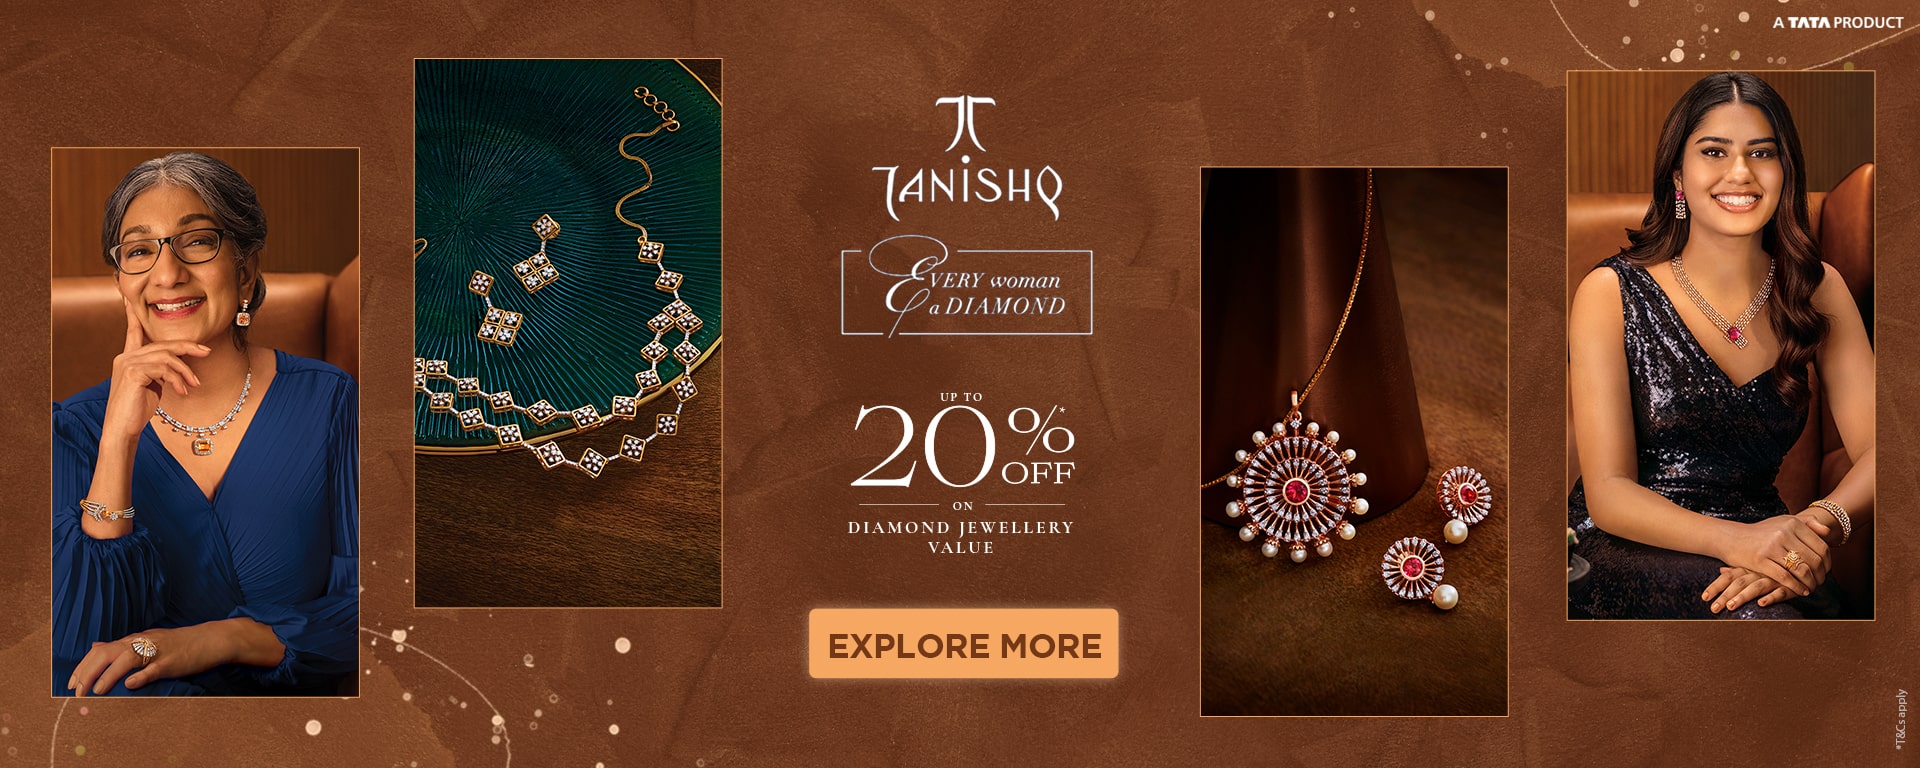 A TATA PRODUCT
TANISHQ
EVERY woman
a DIAMOND
UP TO
20%*
OFF
ON
DIAMOND JEWELLERY
VALUE
EXPLORE MORE
*T&Cs apply